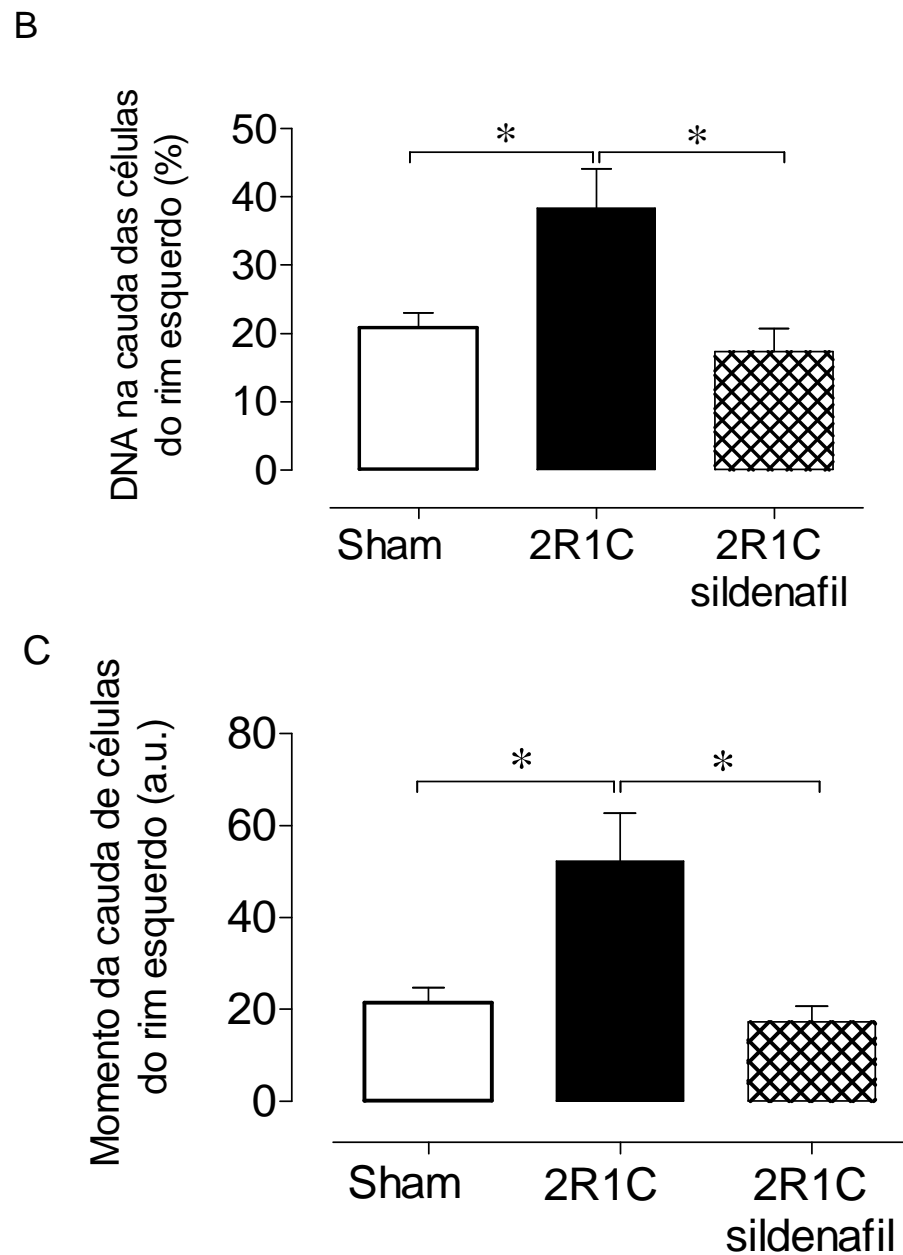 B
DNA na cauda das células
do rim esquerdo (%)
50
40
30
20
10
0
*
*
Sham
2R1C
2R1C
sildenafil
C
Momento da cauda de células
do rim esquerdo (a.u.)
80
60
40
20
0
*
*
Sham
2R1C
2R1C
sildenafil